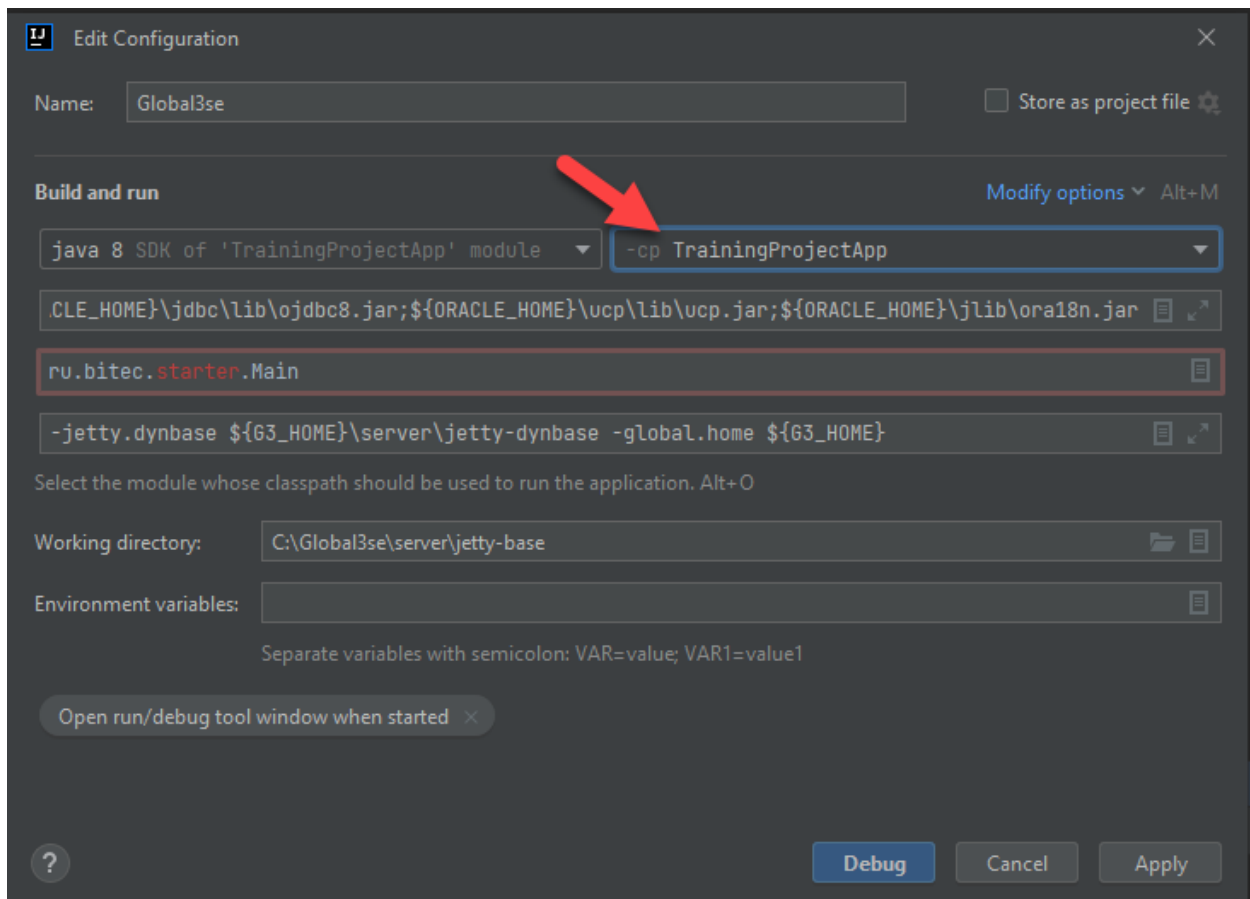 IJ
Edit Configuration
Name: Global3se Store as project file
Build and run Modify options Alt+M
java 8 SDK of 'TrainingProjectApp' module -cp TrainingProjectApp
CLE_HOME}\jdbc\lib\ojdbc8.jar;${ORACLE_HOME}\ucp\lib\ucp.jar;${ORACLE_HOME}\jlib\ora18n.jar
ru.bitec.starter.Main
-jetty.dynbase ${G3_HOME}\server\jetty-dynbase -global.home ${G3_HOME}
Select the module whose classpath should be used to run the application. Alt+O
Working directory: C:\Global3se\server\jetty-base
Environment variables:
Separate variables with semicolon: VAR=value; VAR1=value1
Open run/debug tool window when started ×
? Debug Cancel Apply